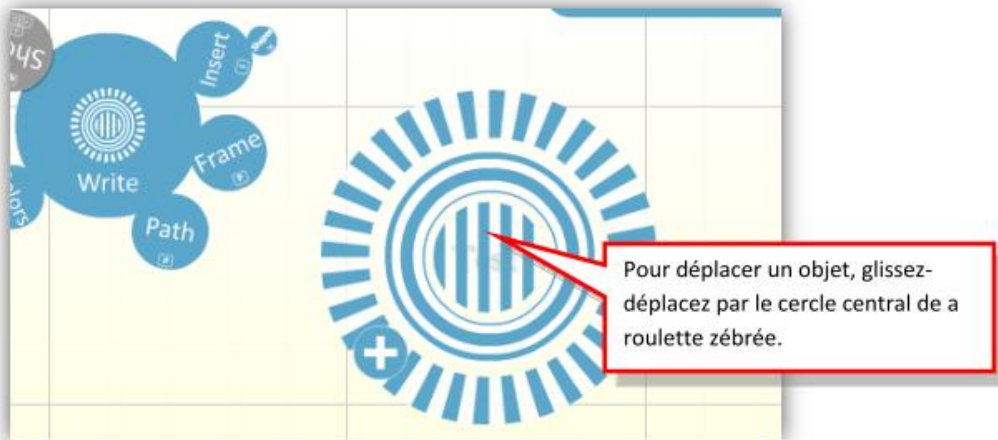 Insert
Frame
Write
Path
Pour déplacer un objet, glissez-
déplacez par le cercle central de a
roulette zébrée.